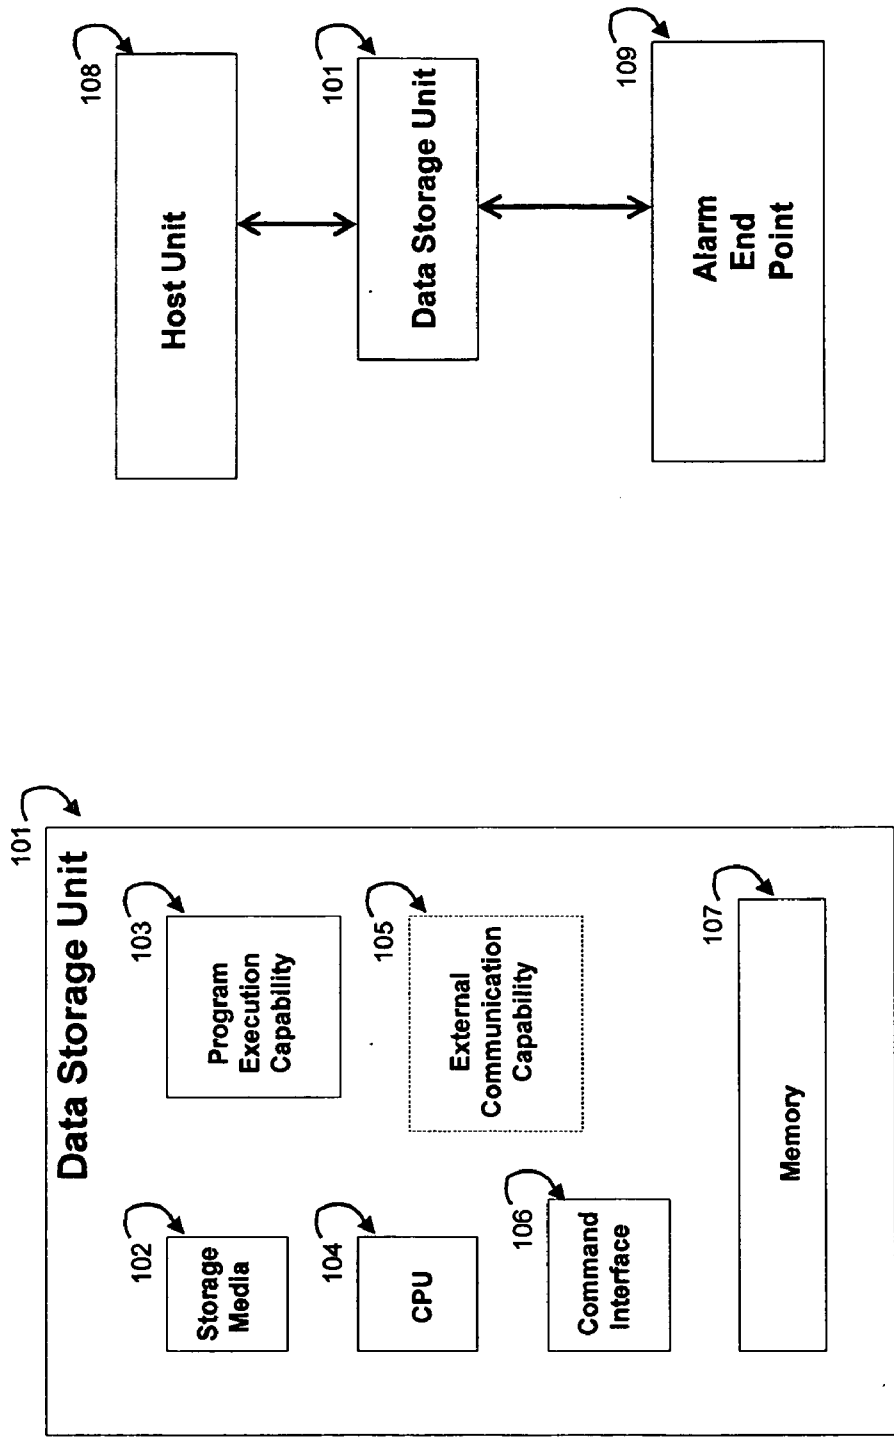 101
Data Storage Unit
102
Storage
Media
103
Program
Execution
Capability
104
CPU
105
External
Communication
Capability
106
Command
Interface
107
Memory
108
Host Unit
101
Data Storage Unit
109
Alarm
End
Point